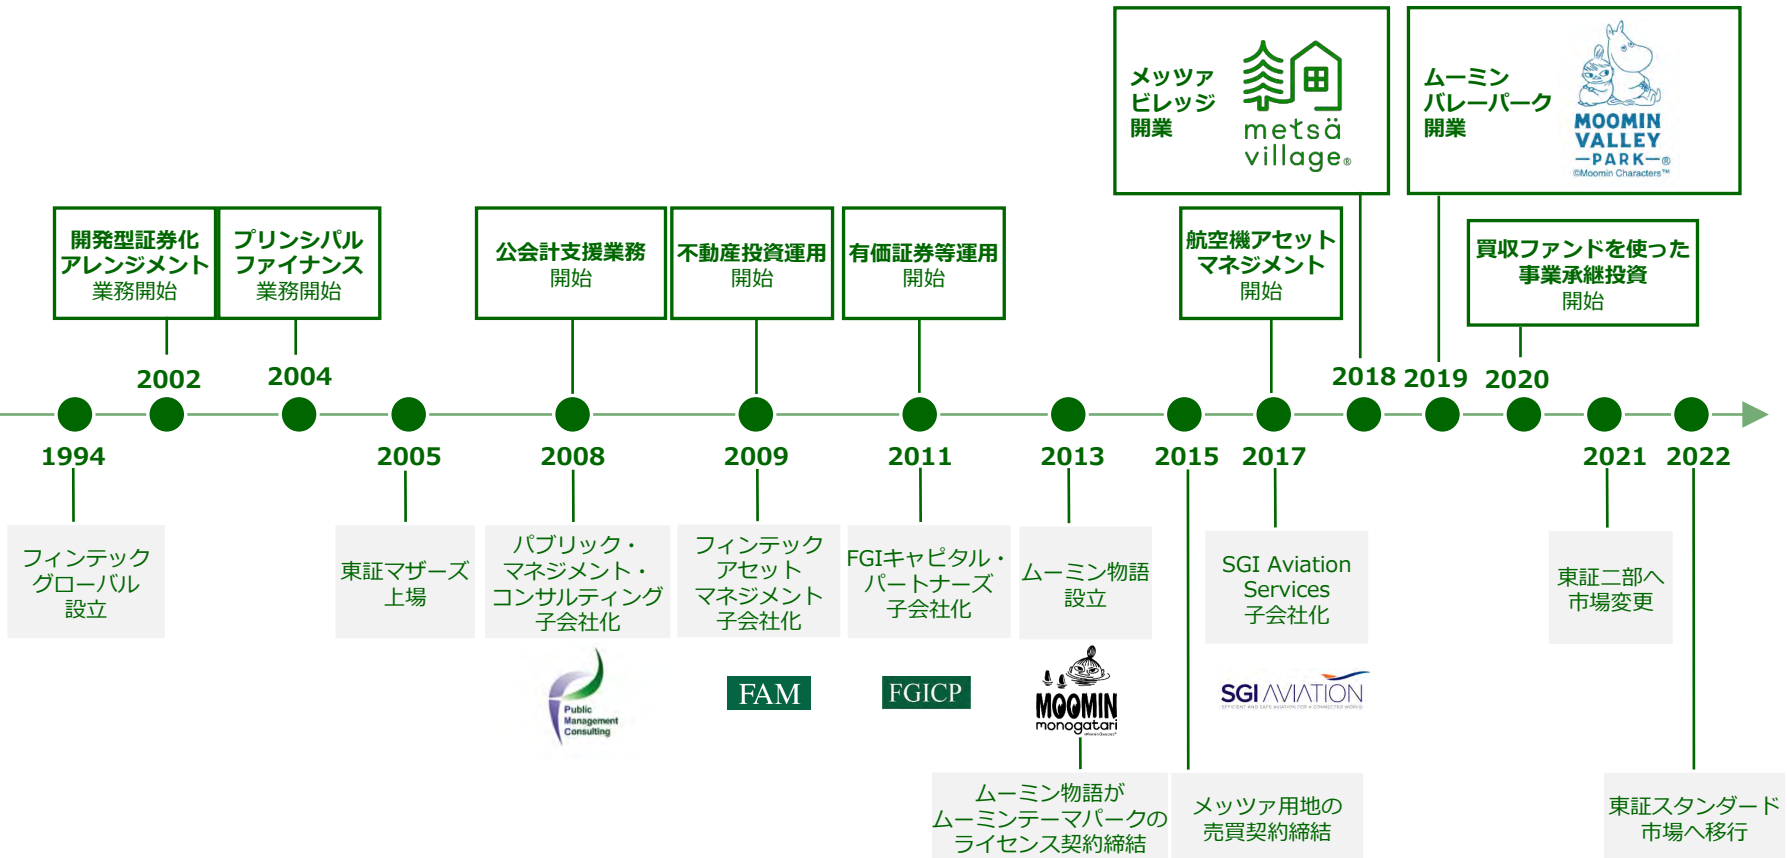 メッツァ
ビレッジ
開業
metsä
village®
ムーミン
バレーパーク
開業
MOOMIN
VALLEY
—PARK—®
©Moomin Characters™
開発型証券化
アレンジメント
業務開始
プリンシパル
ファイナンス
業務開始
公会計支援業務
開始
不動産投資運用
開始
有価証券等運用
開始
航空機アセット
マネジメント
開始
買収ファンドを使った
事業承継投資
開始
2002
2004
2018
2019
2020
1994
2005
2008
2009
2011
2013
2015
2017
2021
2022
フィンテック
グローバル
設立
東証マザーズ
上場
パブリック・
マネジメント・
コンサルティング
子会社化
フィンテック
アセット
マネジメント
子会社化
FGIキャピタル・
パートナーズ
子会社化
ムーミン物語
設立
SGI Aviation
Services
子会社化
東証二部へ
市場変更
Public
Management
Consulting
FAM
FGICP
MOOMIN
monogatari
SGI AVIATION
EFFICIENT AND SAFE AVIATION FOR A CONNECTED WORLD
ムーミン物語が
ムーミンテーマパークの
ライセンス契約締結
メッツァ用地の
売買契約締結
東証スタンダード
市場へ移行